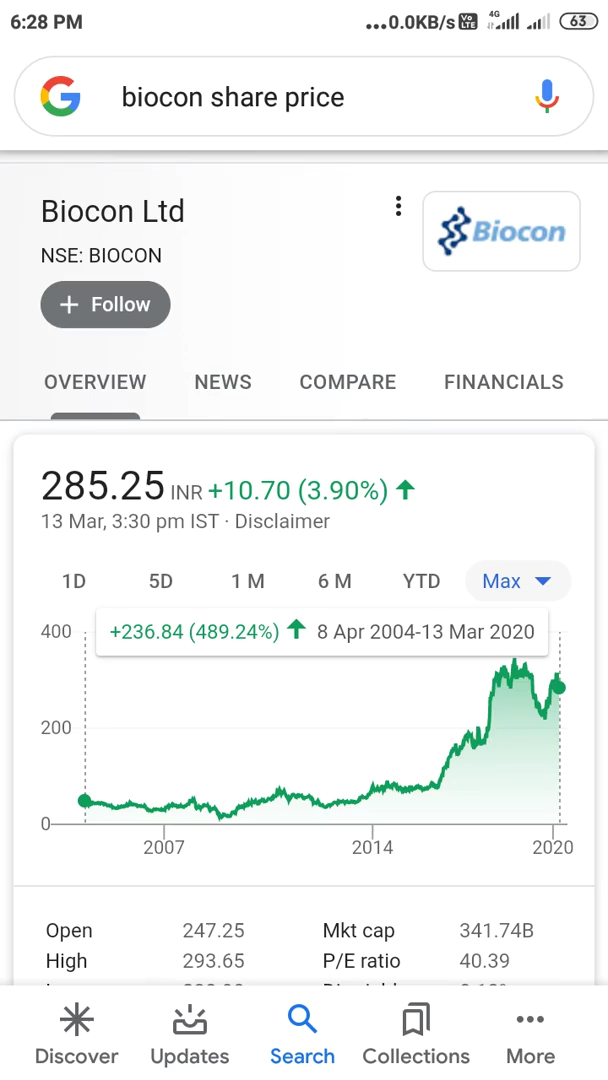 6:28 PM ...0.0KB/s Vo LTE 4G 63
biocon share price
Biocon Ltd
Biocon
NSE: BIOCON
+ Follow
OVERVIEW NEWS COMPARE FINANCIALS
285.25 INR +10.70 (3.90%)
13 Mar, 3:30 pm IST · Disclaimer
1D 5D 1 M 6 M YTD Max
400 +236.84 (489.24%) 8 Apr 2004-13 Mar 2020
200
0
2007 2014 2020
Open 247.25 Mkt cap 341.74B
High 293.65 P/E ratio 40.39
Discover Updates Search Collections More